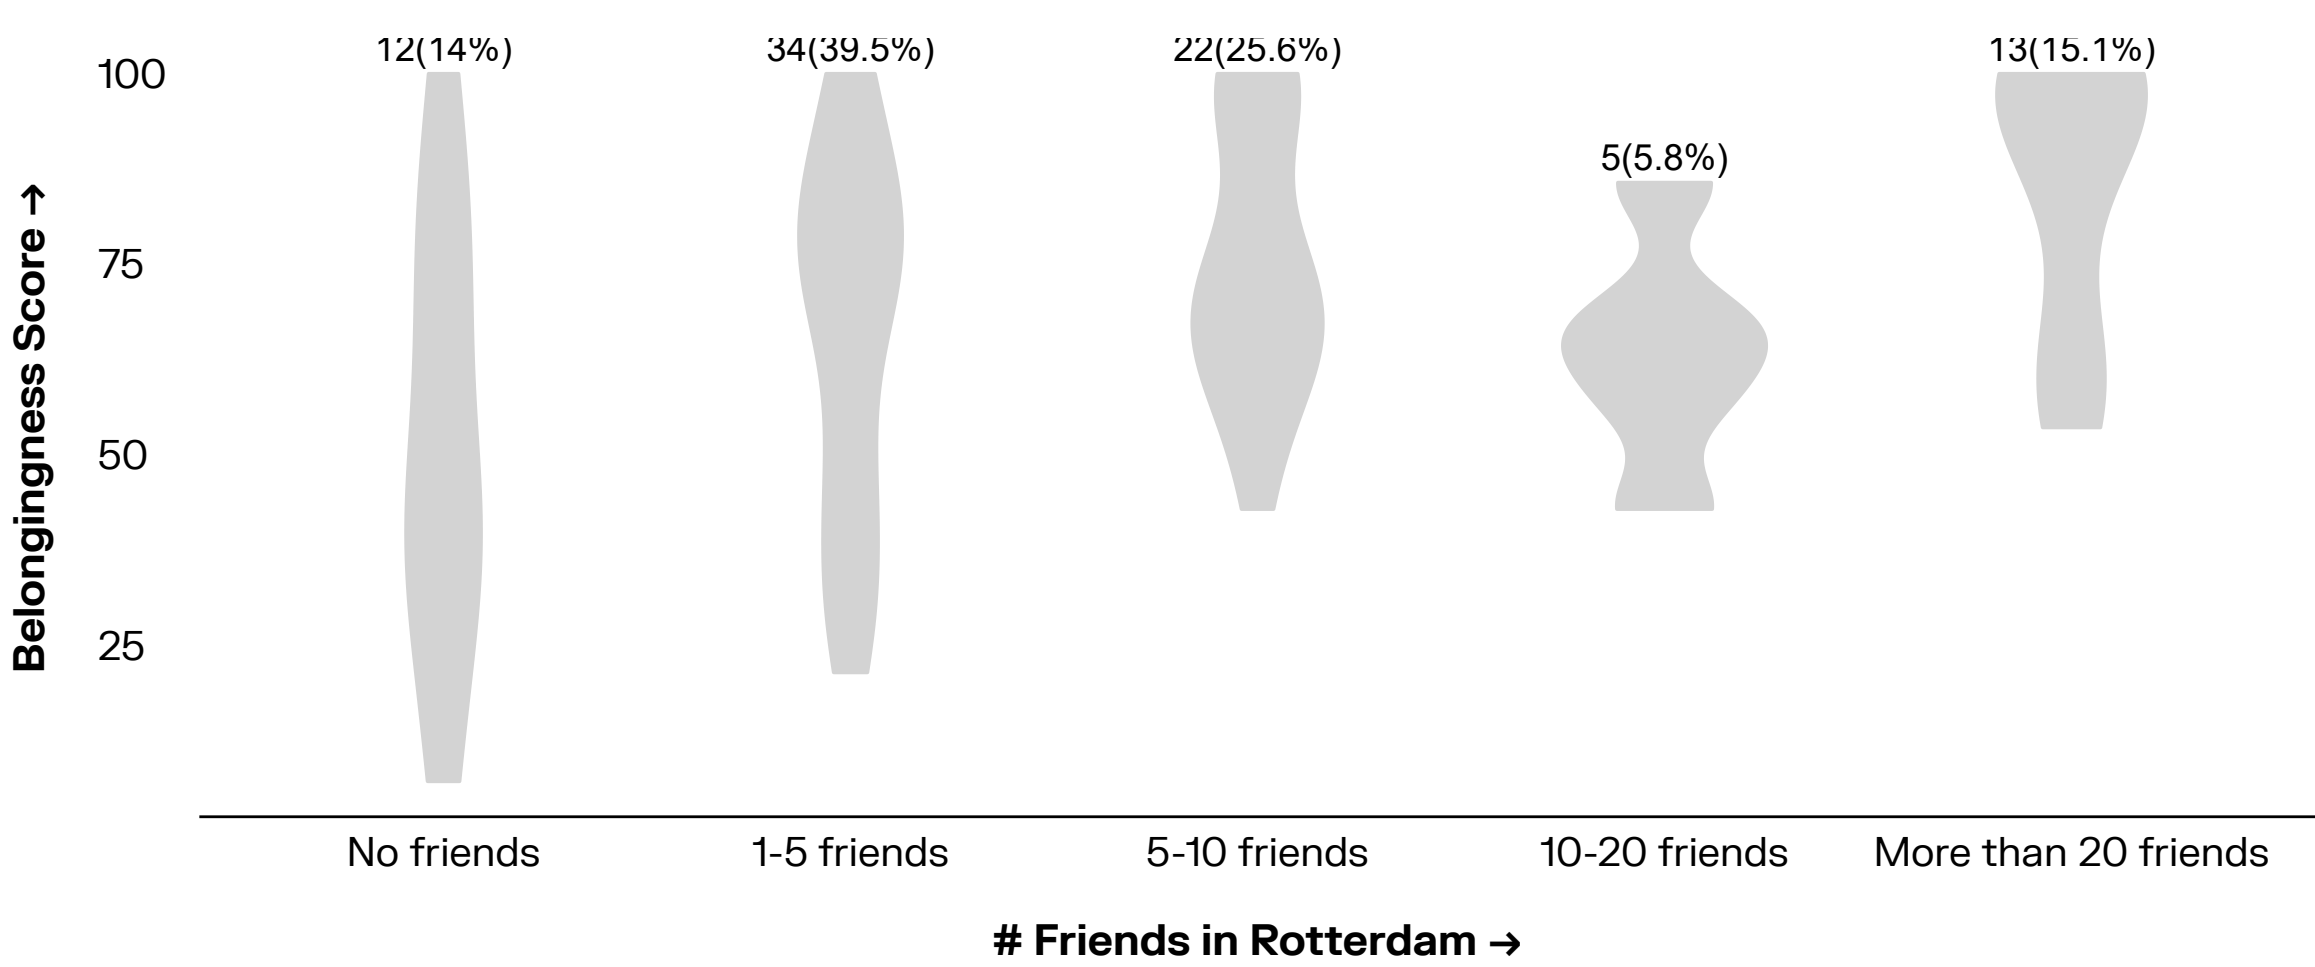 12(14%) 34(39.5%) 22(25.6%) 13(15.1%)
100
5(5.8%)
75
50
25
Belongingness Score →
No friends 1-5 friends 5-10 friends 10-20 friends More than 20 friends
# Friends in Rotterdam →